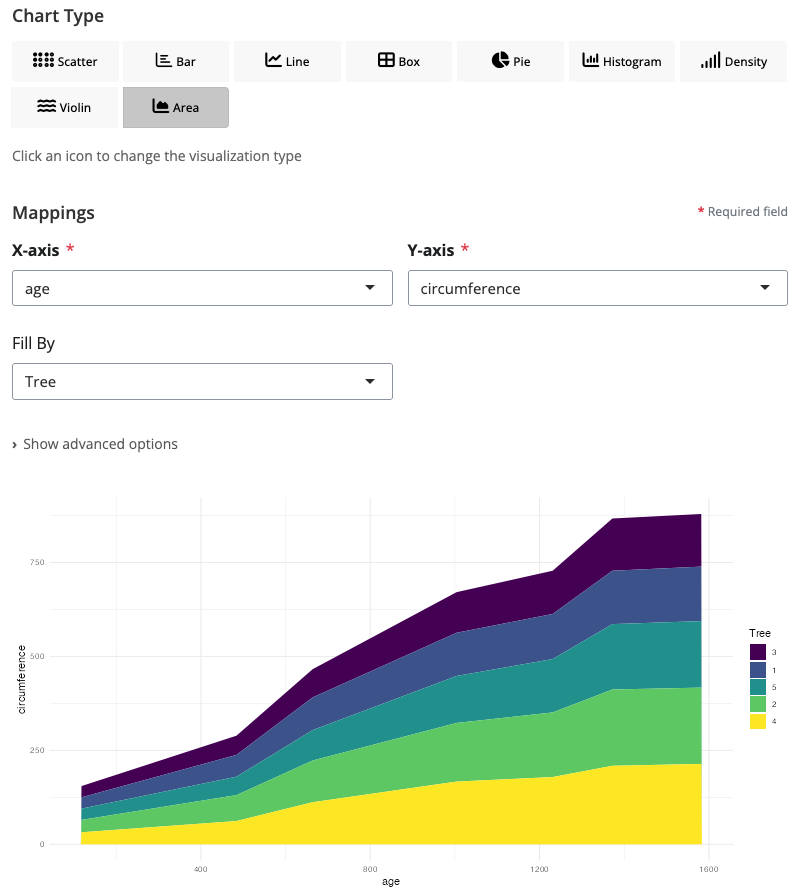 Chart Type
Scatter Bar Line Box Pie Histogram Density
Violin Area
Click an icon to change the visualization type
Mappings * Required field
X-axis * Y-axis *
age circumference
Fill By
Tree
› Show advanced options
750
500
250
0
circumference
400 800 1200 1600
age
Tree
3
1
5
2
4